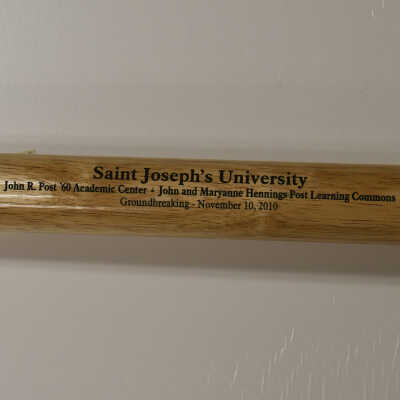 Saint Joseph's University
John R. Post '60 Academic Center • John and Maryanne Hennings Post Learning Commons
Groundbreaking - November 10, 2010